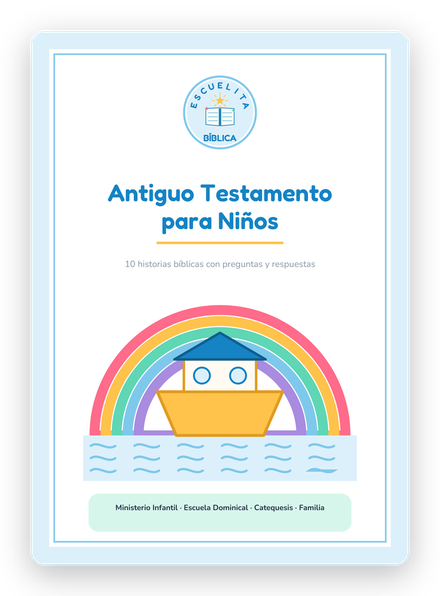 ESCUELITA
BÍBLICA
Antiguo Testamento
para Niños
10 historias bíblicas con preguntas y respuestas
Ministerio Infantil · Escuela Dominical · Catequesis · Familia